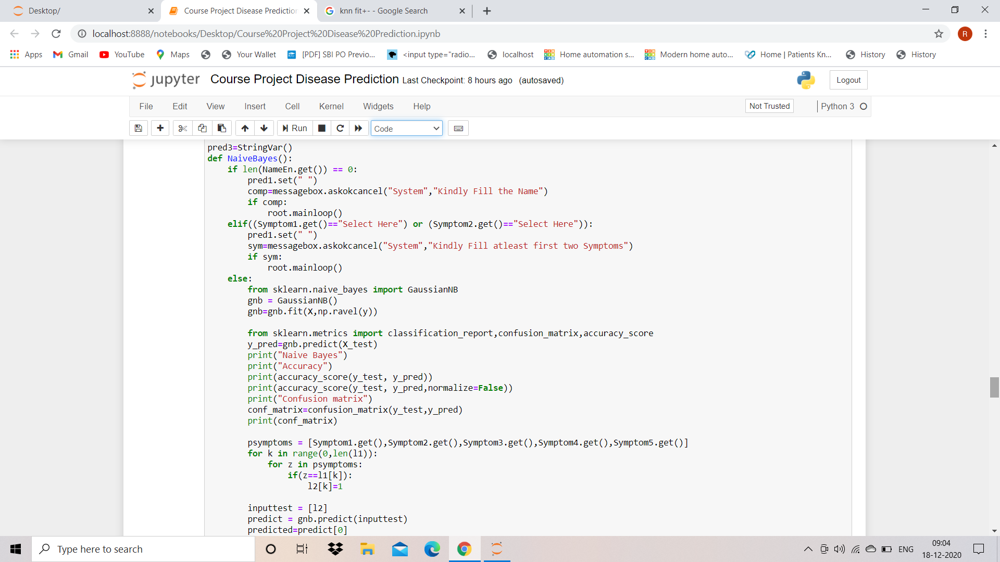 Desktop/
Course Project Disease Prediction
knn fit+- - Google Search
localhost:8888/notebooks/Desktop/Course%20Project%20Disease%20Prediction.ipynb
R
Apps
Gmail
YouTube
Maps
Your Wallet
[PDF] SBI PO Previo...
<input type="radio...
localhost
Home automation s...
Modern home auto...
Home | Patients Kn...
History
History
jupyter Course Project Disease Prediction Last Checkpoint: 8 hours ago (autosaved)
Logout
File Edit View Insert Cell Kernel Widgets Help
Not Trusted
Python 3
Run
Code
pred3=StringVar()
def NaiveBayes():
    if len(NameEn.get()) == 0:
        pred1.set(" ")
        comp=messagebox.askokcancel("System","Kindly Fill the Name")
        if comp:
            root.mainloop()
    elif((Symptom1.get()=="Select Here") or (Symptom2.get()=="Select Here")):
        pred1.set(" ")
        sym=messagebox.askokcancel("System","Kindly Fill atleast first two Symptoms")
        if sym:
            root.mainloop()
    else:
        from sklearn.naive_bayes import GaussianNB
        gnb = GaussianNB()
        gnb=gnb.fit(X,np.ravel(y))
        from sklearn.metrics import classification_report,confusion_matrix,accuracy_score
        y_pred=gnb.predict(X_test)
        print("Naive Bayes")
        print("Accuracy")
        print(accuracy_score(y_test, y_pred))
        print(accuracy_score(y_test, y_pred,normalize=False))
        print("Confusion matrix")
        conf_matrix=confusion_matrix(y_test,y_pred)
        print(conf_matrix)
        psymptoms = [Symptom1.get(),Symptom2.get(),Symptom3.get(),Symptom4.get(),Symptom5.get()]
        for k in range(0,len(l1)):
            for z in psymptoms:
                if(z==l1[k]):
                    l2[k]=1
        inputtest = [l2]
        predict = gnb.predict(inputtest)
        predicted=predict[0]
Type here to search
ENG
09:04
18-12-2020